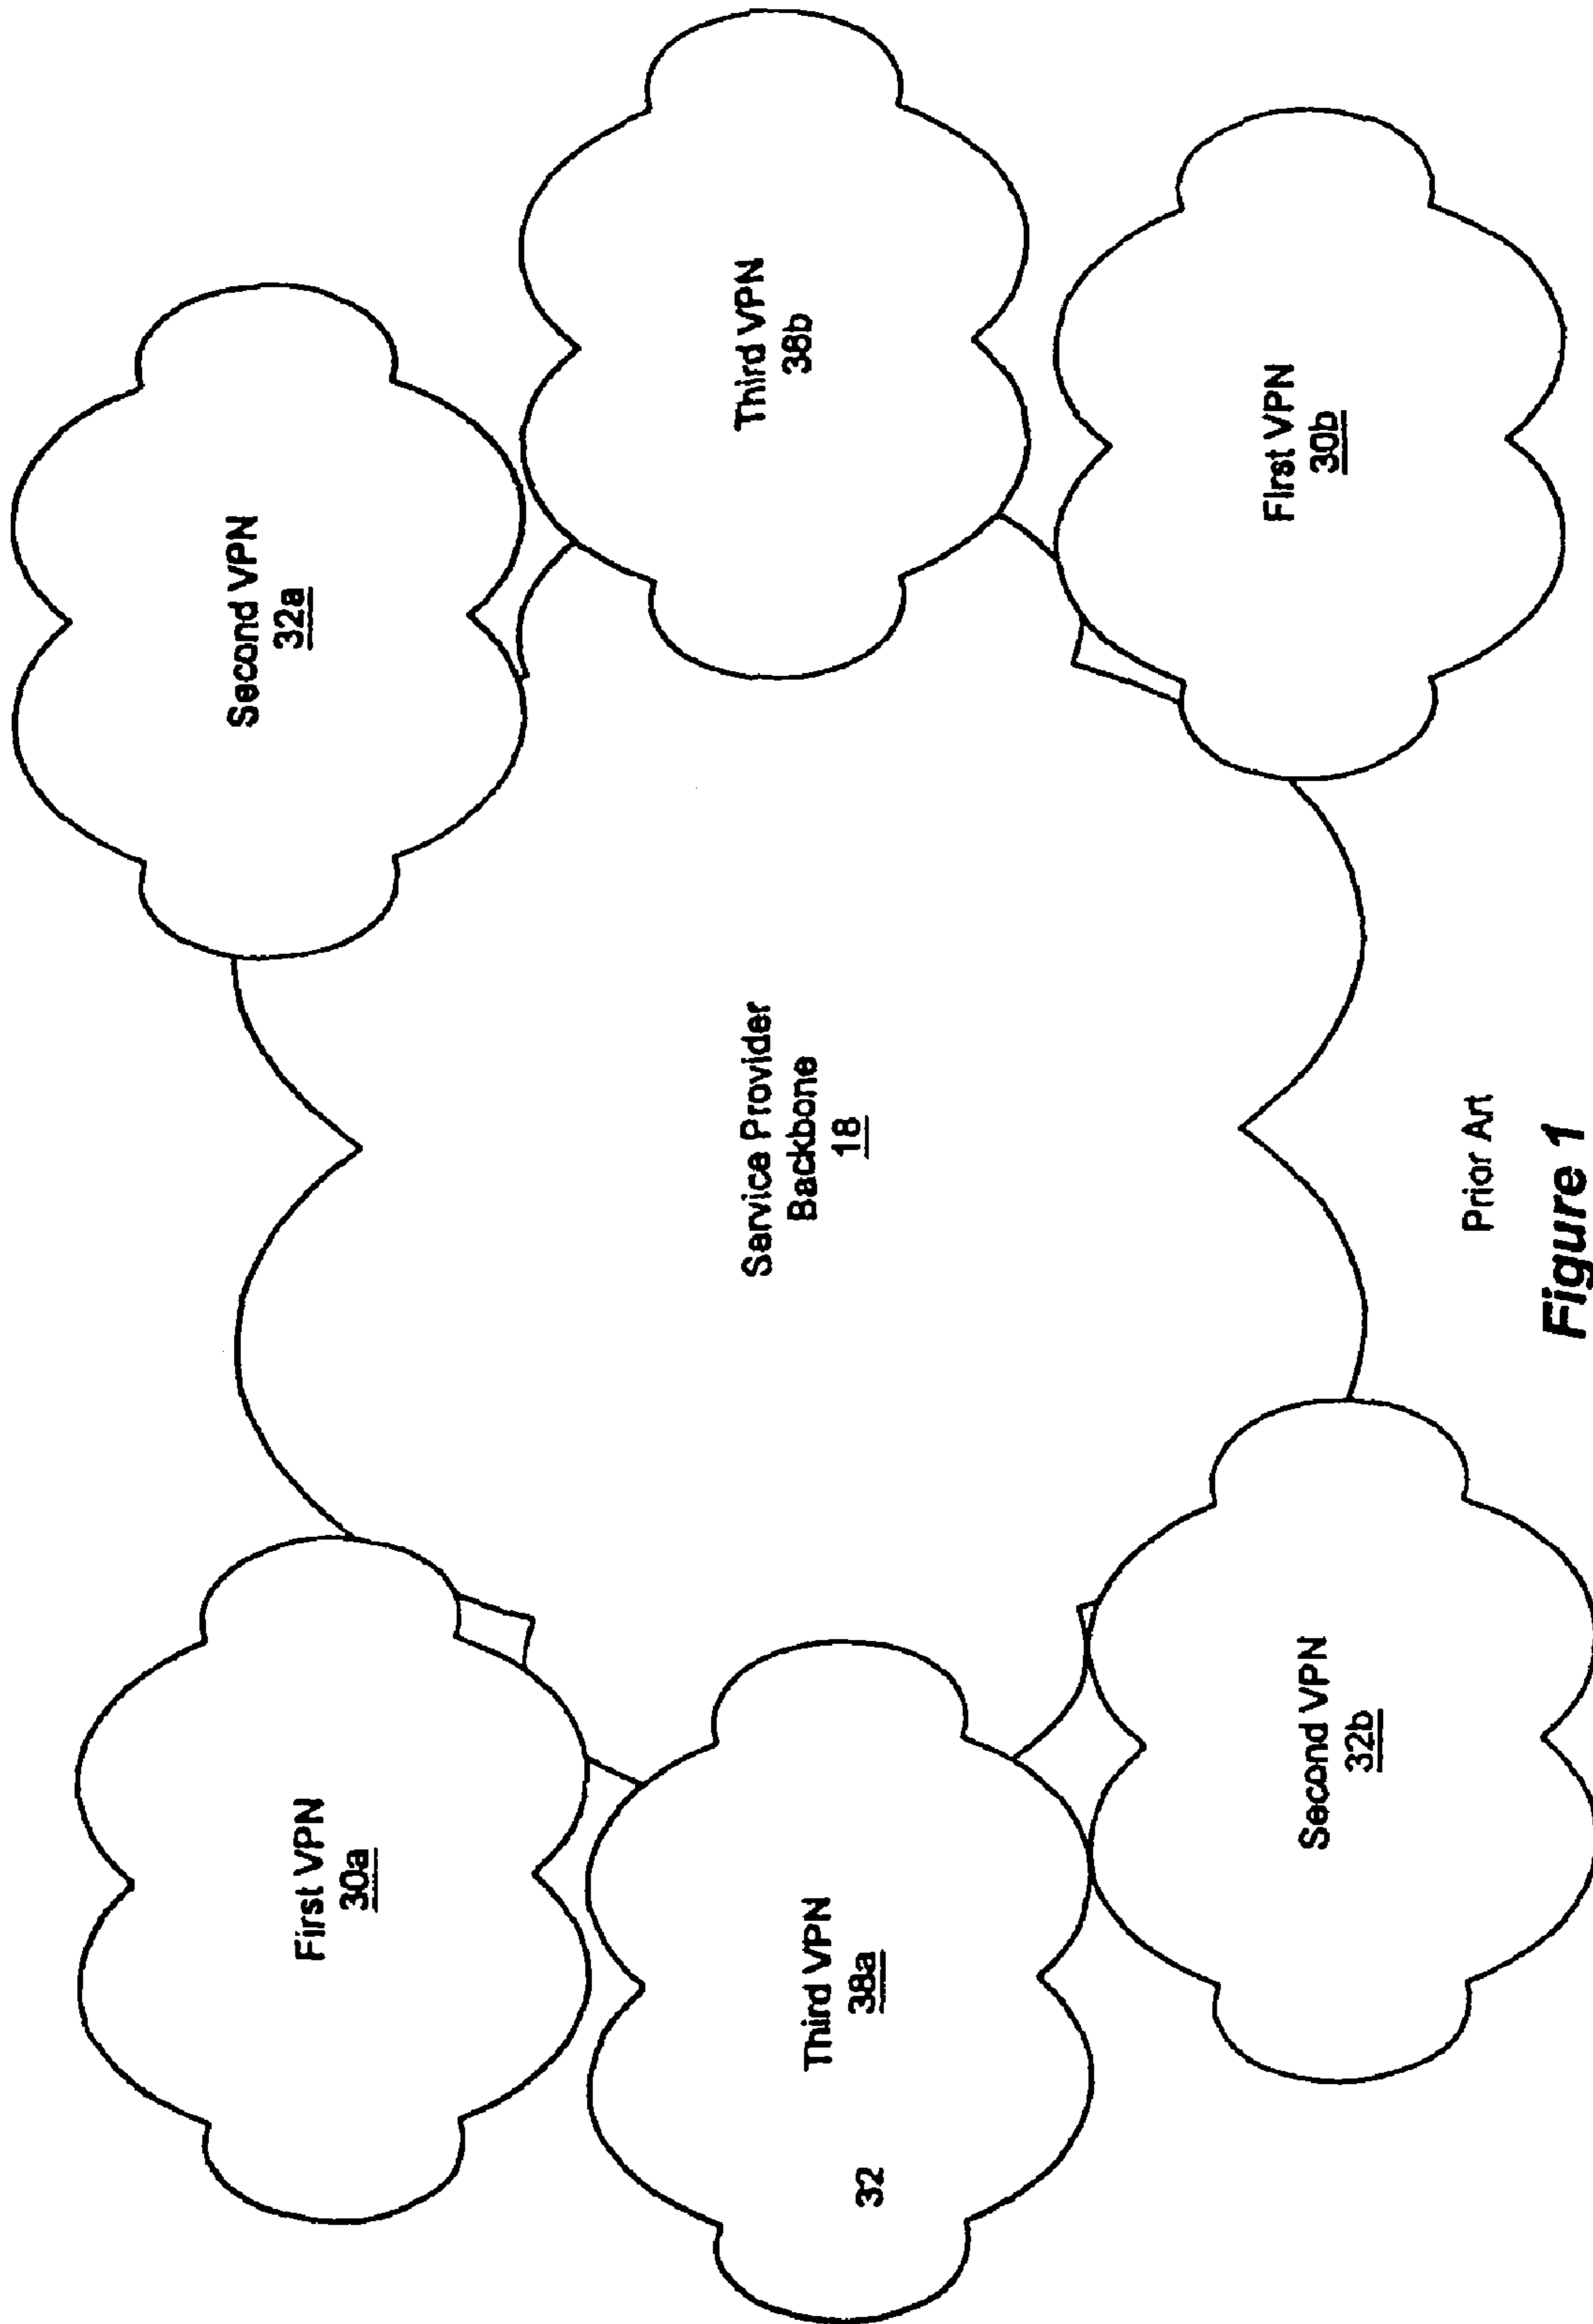 First VPN
30a
Second VPN
32a
Service Provider
Backbone
18
Third VPN
38b
Third VPN
38a
32
Second VPN
32b
First VPN
30b
Prior Art
Figure 1